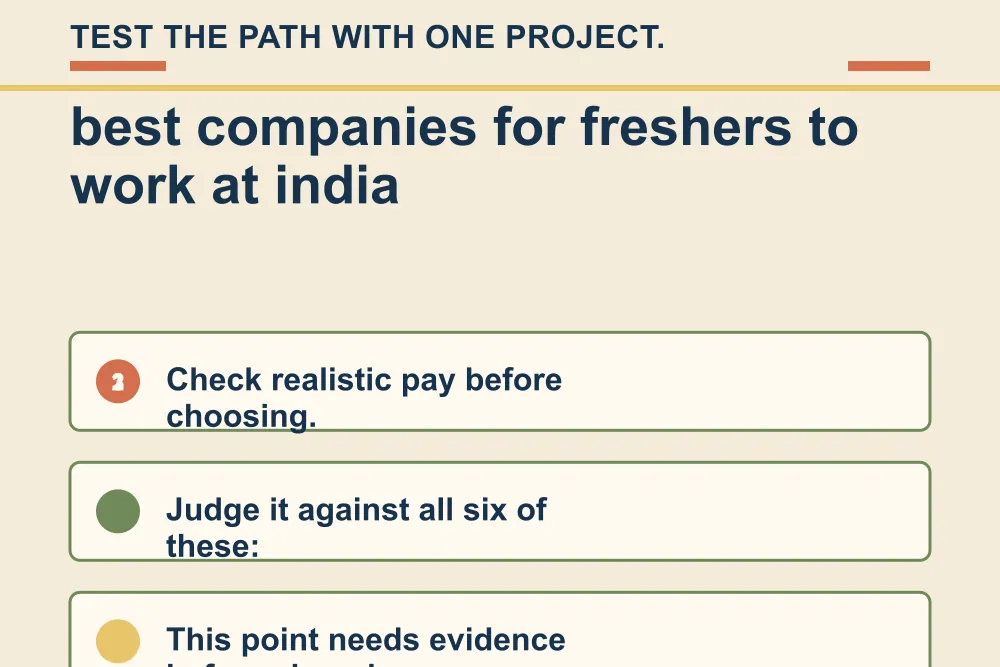 TEST THE PATH WITH ONE PROJECT.
best companies for freshers to
work at india
Check realistic pay before
choosing.
Judge it against all six of
these:
This point needs evidence